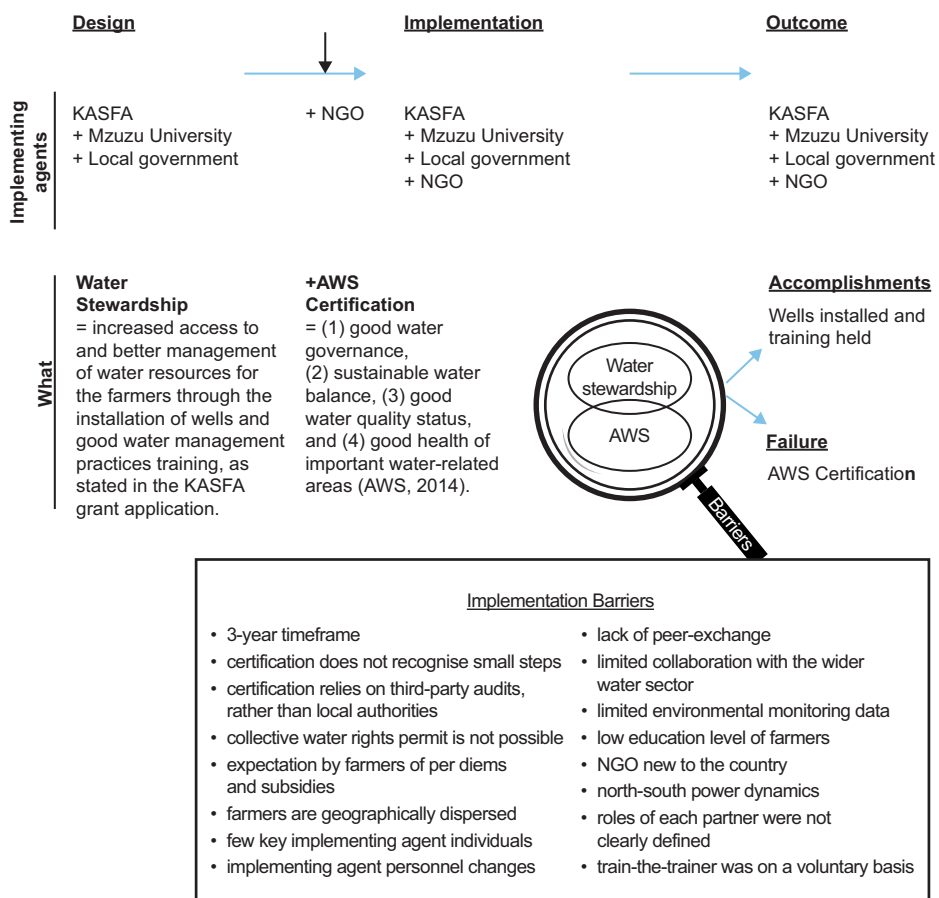 Design
Implementation
Outcome
Implementing
agents
KASFA
+ Mzuzu University
+ Local government
+ NGO
KASFA
+ Mzuzu University
+ Local government
+ NGO
KASFA
+ Mzuzu University
+ Local government
+ NGO
What
Water
Stewardship
= increased access to
and better management
of water resources for
the farmers through the
installation of wells and
good water management
practices training, as
stated in the KASFA
grant application.
+AWS
Certification
= (1) good water
governance,
(2) sustainable water
balance, (3) good
water quality status,
and (4) good health of
important water-related
areas (AWS, 2014).
Water
stewardship
AWS
Barriers
Accomplishments
Wells installed and
training held
Failure
AWS Certification
Implementation Barriers
• 3-year timeframe
• certification does not recognise small steps
• certification relies on third-party audits,
rather than local authorities
• collective water rights permit is not possible
• expectation by farmers of per diems
and subsidies
• farmers are geographically dispersed
• few key implementing agent individuals
• implementing agent personnel changes
• lack of peer-exchange
• limited collaboration with the wider
water sector
• limited environmental monitoring data
• low education level of farmers
• NGO new to the country
• north-south power dynamics
• roles of each partner were not
clearly defined
• train-the-trainer was on a voluntary basis